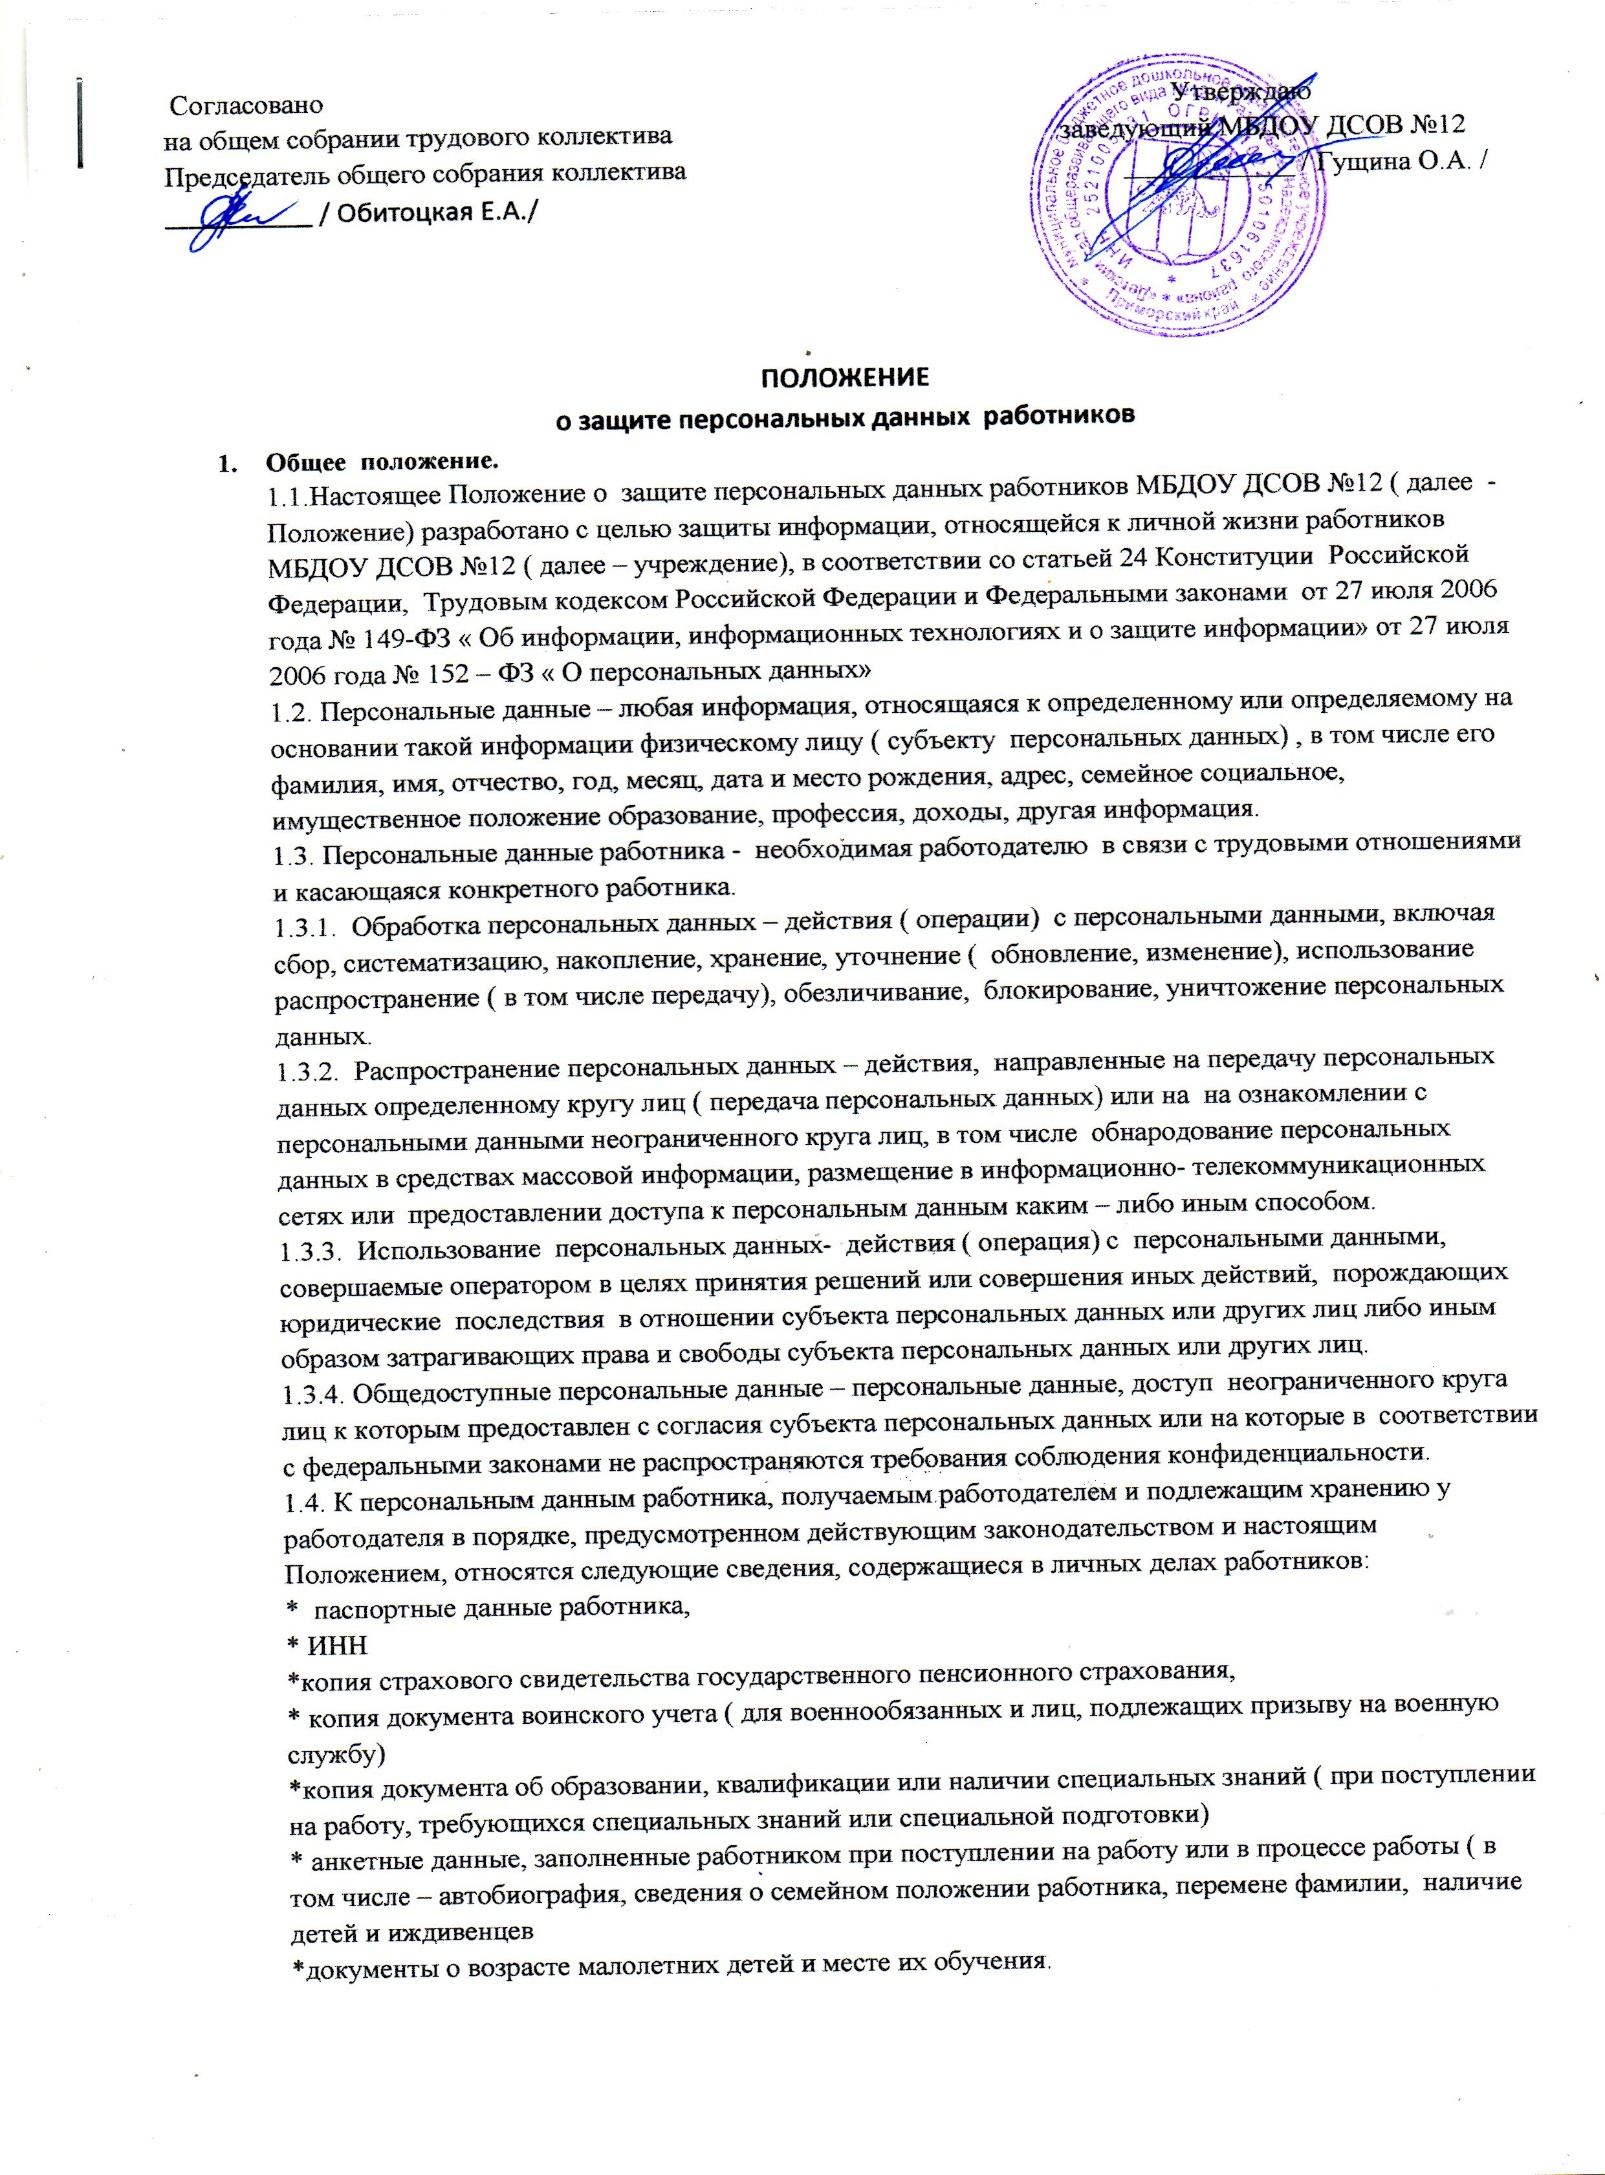 Согласовано
на общем собрании трудового коллектива
Председатель общего собрания коллектива
___________ / Обитоцкая Е.А./
Утверждаю
заведующий МБДОУ ДСОВ №12
____________ / Гущина О.А. /
Приморский край
ПОЛОЖЕНИЕ
о защите персональных данных работников
1. Общее положение.
1.1.Настоящее Положение о защите персональных данных работников МБДОУ ДСОВ №12 ( далее -
Положение) разработано с целью защиты информации, относящейся к личной жизни работников
МБДОУ ДСОВ №12 ( далее – учреждение), в соответствии со статьей 24 Конституции Российской
Федерации, Трудовым кодексом Российской Федерации и Федеральными законами от 27 июля 2006
года № 149-ФЗ « Об информации, информационных технологиях и о защите информации» от 27 июля
2006 года № 152 – ФЗ « О персональных данных»
1.2. Персональные данные – любая информация, относящаяся к определенному или определяемому на
основании такой информации физическому лицу ( субъекту персональных данных) , в том числе его
фамилия, имя, отчество, год, месяц, дата и место рождения, адрес, семейное социальное,
имущественное положение образование, профессия, доходы, другая информация.
1.3. Персональные данные работника - необходимая работодателю в связи с трудовыми отношениями
и касающаяся конкретного работника.
1.3.1. Обработка персональных данных – действия ( операции) с персональными данными, включая
сбор, систематизацию, накопление, хранение, уточнение ( обновление, изменение), использование
распространение ( в том числе передачу), обезличивание, блокирование, уничтожение персональных
данных.
1.3.2. Распространение персональных данных – действия, направленные на передачу персональных
данных определенному кругу лиц ( передача персональных данных) или на на ознакомлении с
персональными данными неограниченного круга лиц, в том числе обнародование персональных
данных в средствах массовой информации, размещение в информационно- телекоммуникационных
сетях или предоставлении доступа к персональным данным каким – либо иным способом.
1.3.3. Использование персональных данных- действия ( операция) с персональными данными,
совершаемые оператором в целях принятия решений или совершения иных действий, порождающих
юридические последствия в отношении субъекта персональных данных или других лиц либо иным
образом затрагивающих права и свободы субъекта персональных данных или других лиц.
1.3.4. Общедоступные персональные данные – персональные данные, доступ неограниченного круга
лиц к которым предоставлен с согласия субъекта персональных данных или на которые в соответствии
с федеральными законами не распространяются требования соблюдения конфиденциальности.
1.4. К персональным данным работника, получаемым работодателем и подлежащим хранению у
работодателя в порядке, предусмотренном действующим законодательством и настоящим
Положением, относятся следующие сведения, содержащиеся в личных делах работников:
* паспортные данные работника,
* ИНН
*копия страхового свидетельства государственного пенсионного страхования,
* копия документа воинского учета ( для военнообязанных и лиц, подлежащих призыву на военную
службу)
*копия документа об образовании, квалификации или наличии специальных знаний ( при поступлении
на работу, требующихся специальных знаний или специальной подготовки)
* анкетные данные, заполненные работником при поступлении на работу или в процессе работы ( в
том числе – автобиография, сведения о семейном положении работника, перемене фамилии, наличие
детей и иждивенцев
*документы о возрасте малолетних детей и месте их обучения.